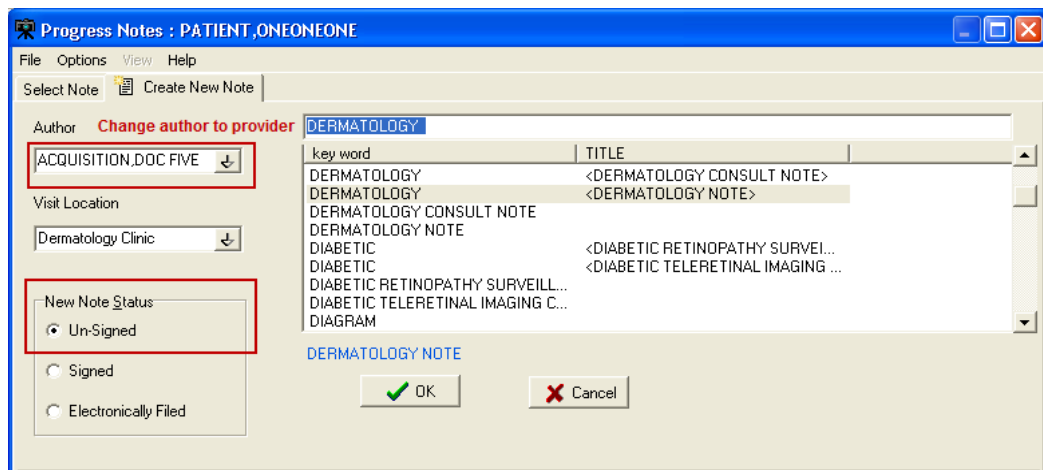 Progress Notes : PATIENT,ONEONEONE
File Options View Help
Select Note Create New Note
Author Change author to provider DERMATOLOGY
ACQUISITION,DOC FIVE
Visit Location
Dermatology Clinic
New Note Status
Un-Signed
Signed
Electronically Filed
key word TITLE
DERMATOLOGY <DERMATOLOGY CONSULT NOTE>
DERMATOLOGY <DERMATOLOGY NOTE>
DERMATOLOGY CONSULT NOTE
DERMATOLOGY NOTE
DIABETIC <DIABETIC RETINOPATHY SURVEI...
DIABETIC <DIABETIC TELERETINAL IMAGING ...
DIABETIC RETINOPATHY SURVEILL...
DIABETIC TELERETINAL IMAGING C...
DIAGRAM
DERMATOLOGY NOTE
OK Cancel